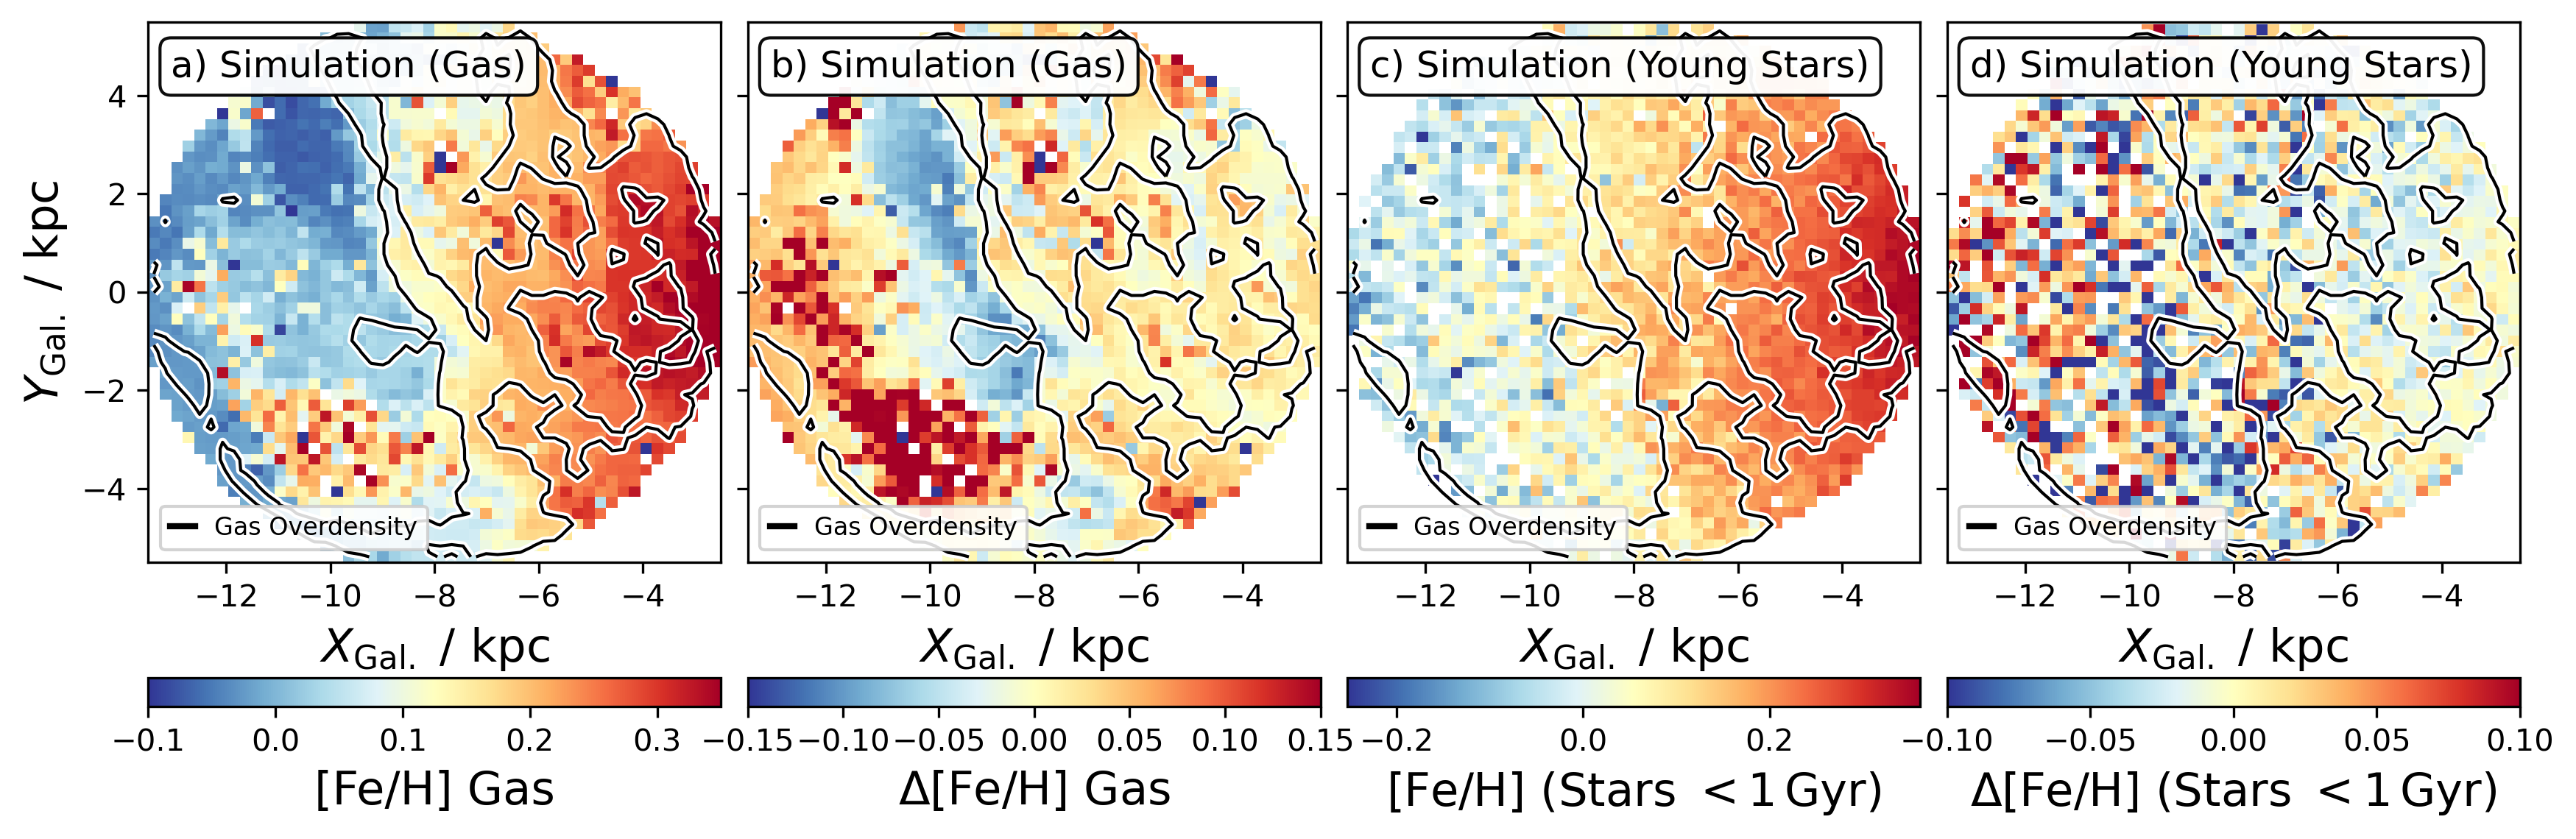 a) Simulation (Gas)
b) Simulation (Gas)
c) Simulation (Young Stars)
d) Simulation (Young Stars)
Y_Gal. / kpc
4
2
0
−2
−4
Gas Overdensity
Gas Overdensity
Gas Overdensity
Gas Overdensity
−12 −10 −8 −6 −4
−12 −10 −8 −6 −4
−12 −10 −8 −6 −4
−12 −10 −8 −6 −4
X_Gal. / kpc
X_Gal. / kpc
X_Gal. / kpc
X_Gal. / kpc
−0.1 0.0 0.1 0.2 0.3
−0.15 −0.10 −0.05 0.00 0.05 0.10 0.15
−0.2 0.0 0.2
−0.10 −0.05 0.00 0.05 0.10
[Fe/H] Gas
Δ[Fe/H] Gas
[Fe/H] (Stars < 1 Gyr)
Δ[Fe/H] (Stars < 1 Gyr)